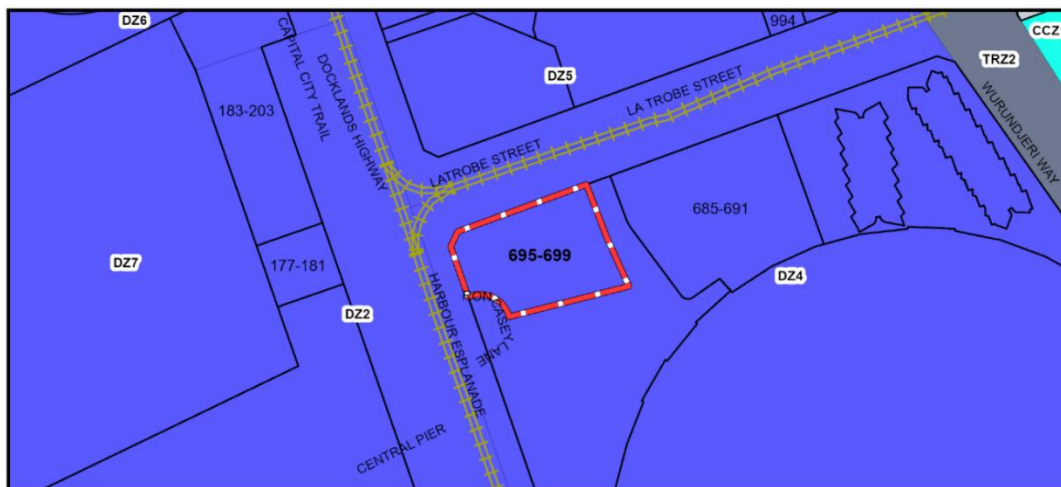 DZ6
994
CCZ
TRZ2
DZ5
CAPITAL CITY TRAIL
DOCKLANDS HIGHWAY
183-203
LA TROBE STREET
WURUNDJERI WAY
LATROBE STREET
685-691
695-699
DZ7
177-181
DZ4
DZ2
HARBOUR ESPLANADE
RON CASEY LANE
CENTRAL PIER